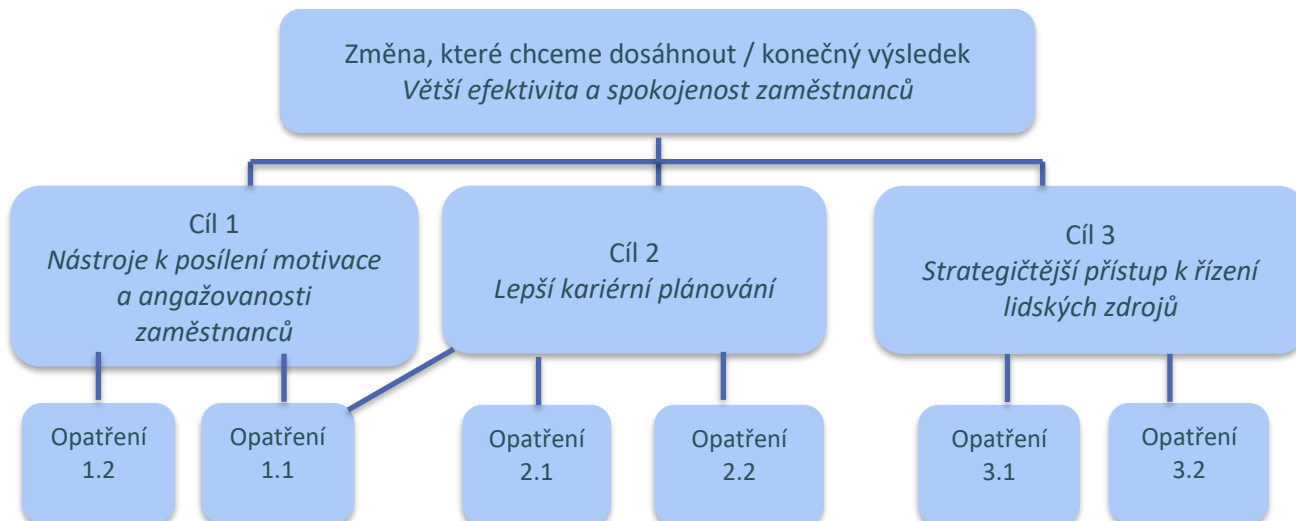 Změna, které chceme dosáhnout / konečný výsledek
Větší efektivita a spokojenost zaměstnanců
Cíl 1
Nástroje k posílení motivace
a angažovanosti
zaměstnanců
Cíl 2
Lepší kariérní plánování
Cíl 3
Strategičtější přístup k řízení
lidských zdrojů
Opatření
1.2
Opatření
1.1
Opatření
2.1
Opatření
2.2
Opatření
3.1
Opatření
3.2